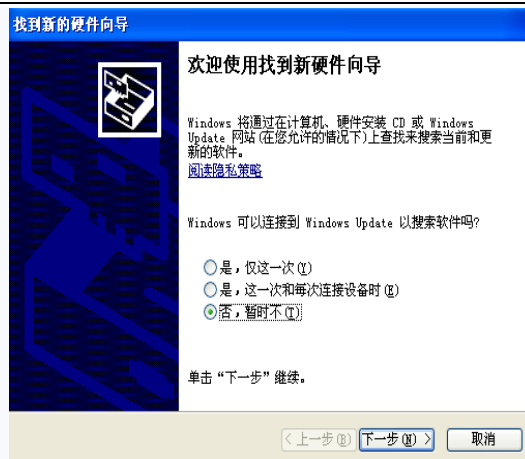 找到新的硬件向导
欢迎使用找到新硬件向导
Windows 将通过在计算机、硬件安装 CD 或 Windows
Update 网站(在您允许的情况下)上查找来搜索当前和更
新的软件。
阅读隐私策略
Windows 可以连接到 Windows Update 以搜索软件吗?
是，仅这一次(Y)
是，这一次和每次连接设备时(E)
否，暂时不(T)
单击“下一步”继续。
< 上一步(B) 下一步(N) > 取消